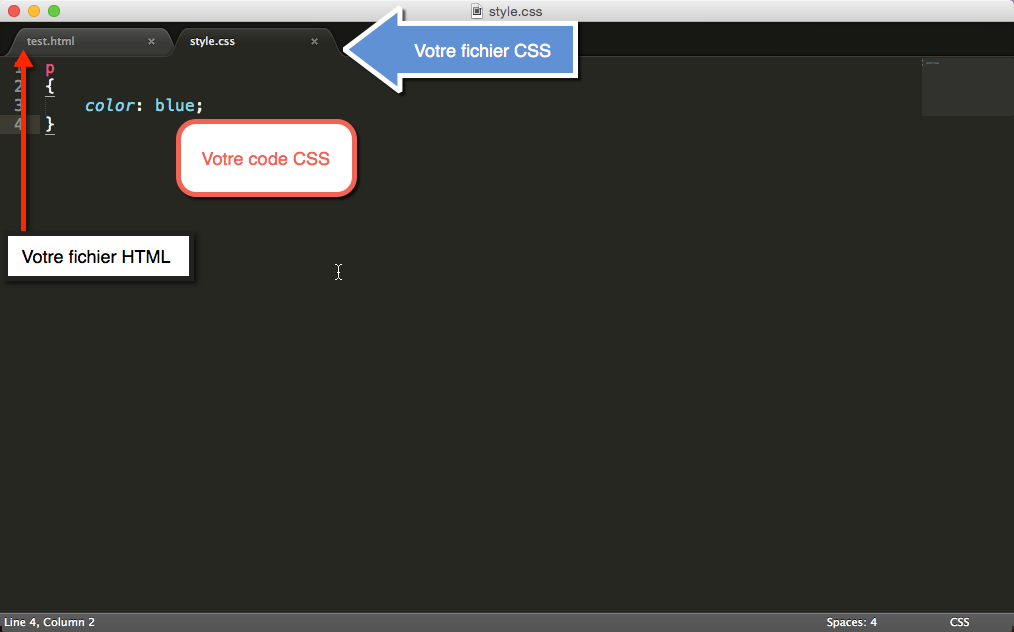 style.css
test.html × style.css ×
Votre fichier CSS
1 p
2 {
3 color: blue;
4 }
Votre code CSS
Votre fichier HTML
Line 4, Column 2 Spaces: 4 CSS